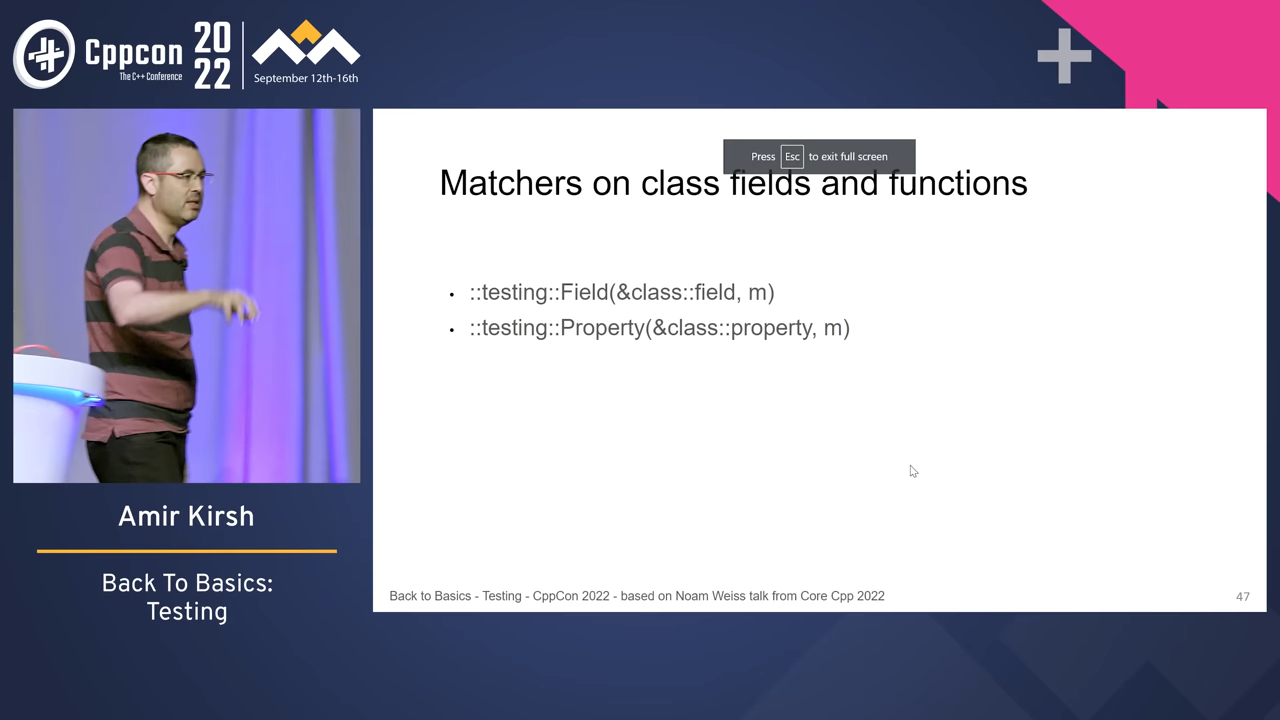 Cppcon
The C++ Conference
20
22
September 12th-16th
Press Esc to exit full screen
Matchers on class fields and functions
• ::testing::Field(&class::field, m)
• ::testing::Property(&class::property, m)
Back to Basics - Testing - CppCon 2022 - based on Noam Weiss talk from Core Cpp 2022
47
Amir Kirsh
Back To Basics:
Testing